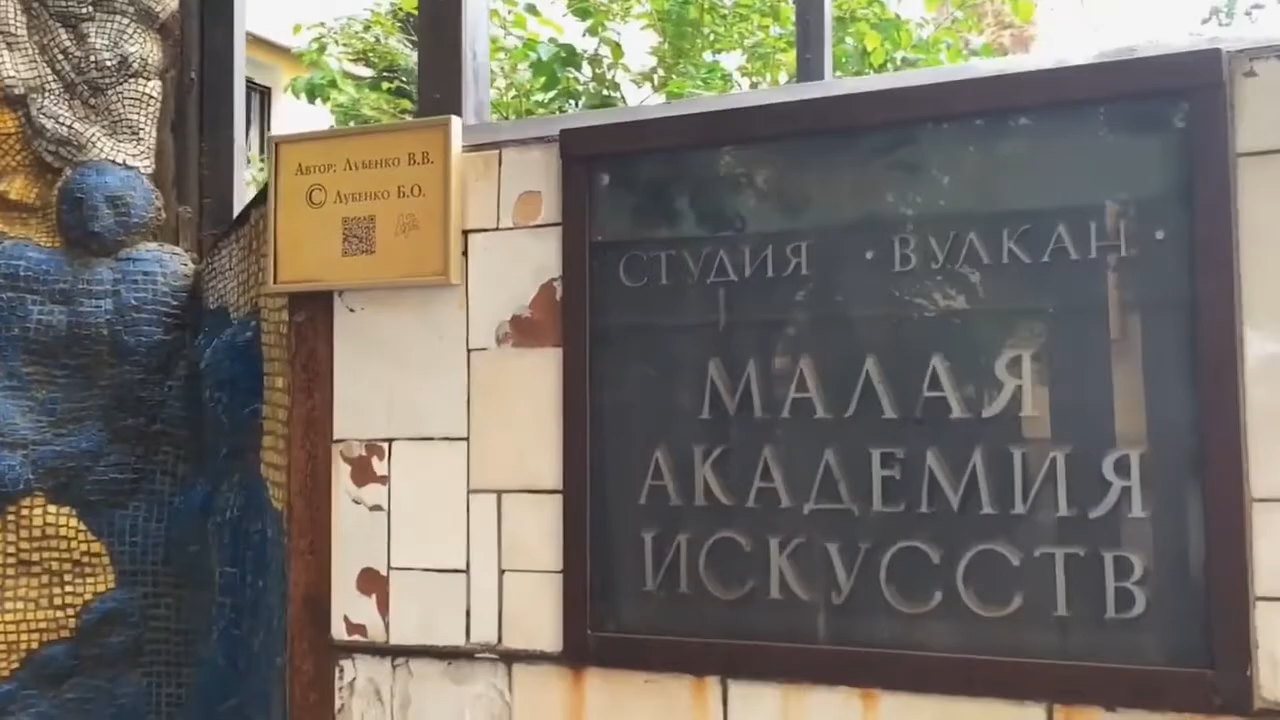 Автор: Лубенко В.В.
© Лубенко Б.О.
СТУДИЯ · ВУЛКАН ·
МАЛАЯ
АКАДЕМИЯ
ИСКУССТВ